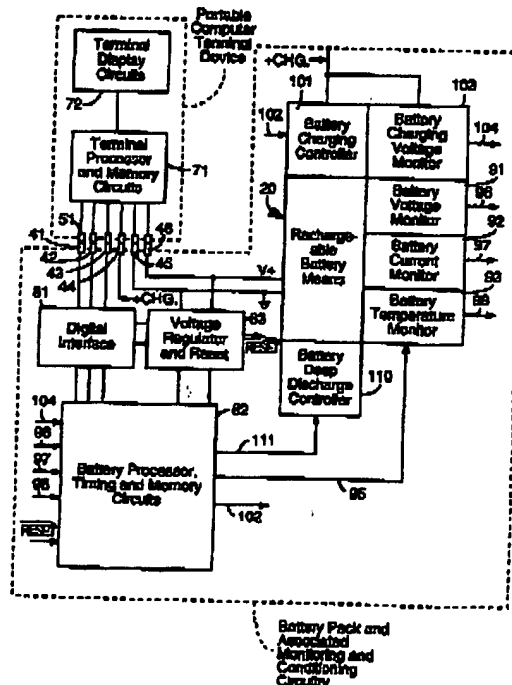 Portable
Computer
Terminal
Device
Terminal
Display
Circuits
72
Terminal
Processor
and Memory
Circuits
71
51
41
42
43
44
45
46
+CHG.
101
102
103
Battery
Charging
Controller
Battery
Charging
Voltage
Monitor
104
91
Battery
Voltage
Monitor
96
92
Battery
Current
Monitor
97
93
Battery
Temperature
Monitor
20
Recharge-
able
Battery
Means
V+
+CHG.
81
Digital
Interface
Voltage
Regulator
and Reset
83
RESET
Battery
Deep
Discharge
Controller
110
82
104
96
97
98
RESET
Battery Processor,
Timing and Memory
Circuits
111
95
102
Battery Pack and
Associated
Monitoring and
Conditioning
Circuitry